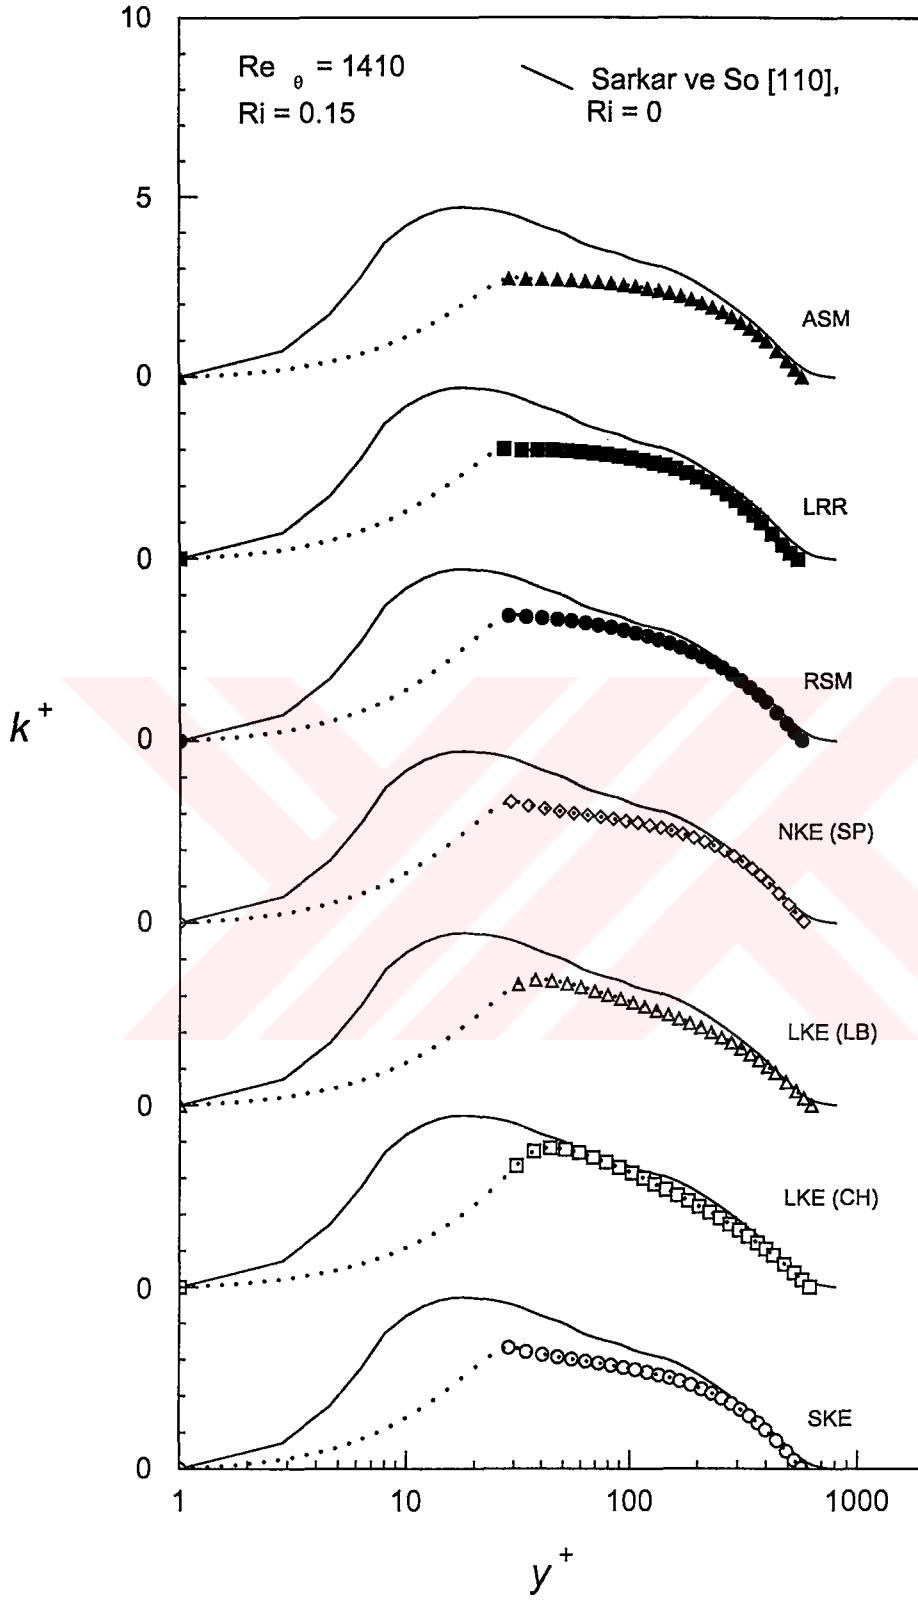 10
Re θ = 1410
Sarkar ve So [110],
Ri = 0.15
Ri = 0
5
ASM
0
LRR
0
RSM
k +
0
NKE (SP)
0
LKE (LB)
0
LKE (CH)
0
SKE
0
1 10 100 1000
y +